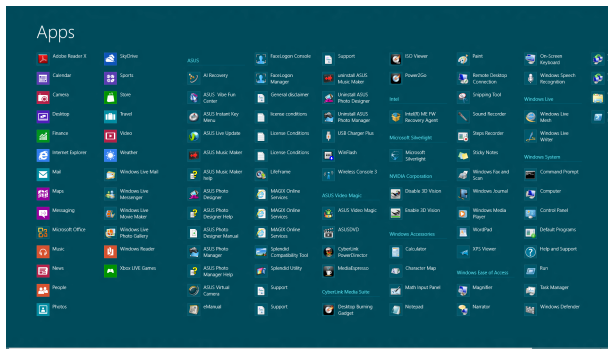 Apps
Adobe Reader X
Calendar
Camera
Desktop
Finance
Internet Explorer
Mail
Maps
Messaging
Microsoft Office
Music
News
People
Photos
SkyDrive
Sports
Store
Travel
Video
Weather
Windows Live Mail
Windows Live
Messenger
Windows Live
Movie Maker
Windows Live
Photo Gallery
Windows Reader
Xbox LIVE Games
ASUS
AI Recovery
ASUS Vibe Fun
Center
ASUS Instant Key
Menu
ASUS Live Update
ASUS Music Maker
ASUS Music Maker
help
ASUS Photo
Designer
ASUS Photo
Designer Help
ASUS Photo
Designer Manual
ASUS Photo
Manager
ASUS Photo
Manager Help
ASUS Virtual
Camera
eManual
FaceLogon Console
FaceLogon
Manager
General disclaimer
license conditions
License Conditions
License Conditions
LifeFrame
MAGIX Online
Services
MAGIX Online
Services
MAGIX Online
Services
Splendid
Compatibility Tool
Splendid Utility
Support
Support
Support
uninstall ASUS
Music Maker
Uninstall ASUS
Photo Designer
Uninstall ASUS
Photo Manager
USB Charger Plus
WinFlash
Wireless Console 3
ASUS Video Magic
ASUS Video Magic
ASUSDVD
CyberLink
PowerDirector
MediaEspresso
CyberLink Media Suite
Desktop Burning
Gadget
ISO Viewer
Power2Go
Intel
Intel(R) ME FW
Recovery Agent
Microsoft Silverlight
Microsoft
Silverlight
NVIDIA Corporation
Disable 3D Vision
Enable 3D Vision
Windows Accessories
Calculator
Character Map
Math Input Panel
Notepad
Paint
Remote Desktop
Connection
Snipping Tool
Sound Recorder
Steps Recorder
Sticky Notes
Windows Fax and
Scan
Windows Journal
Windows Media
Player
WordPad
XPS Viewer
Windows Ease of Access
Magnifier
Narrator
On-Screen
Keyboard
Windows Speech
Recognition
Windows Live
Windows Live
Mesh
Windows Live
Writer
Windows System
Command Prompt
Computer
Control Panel
Default Programs
Help and Support
Run
Task Manager
Windows Defender